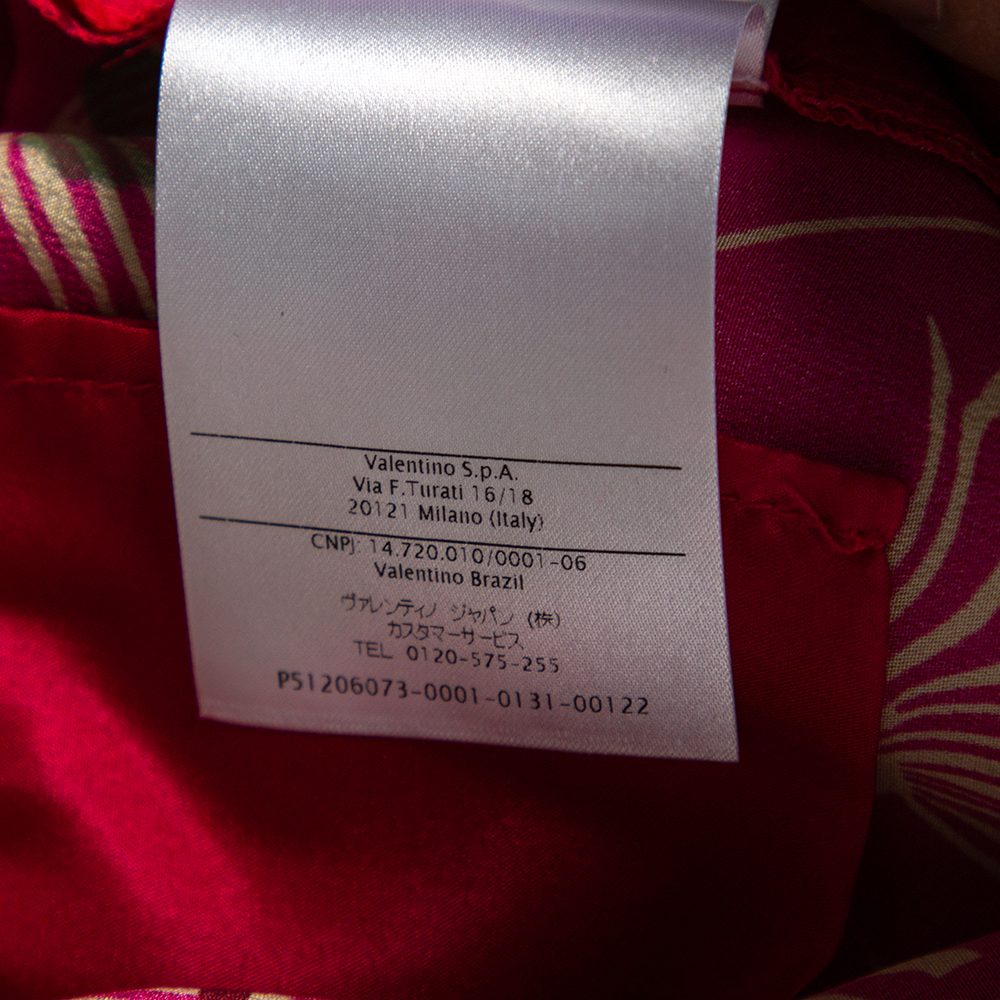 Valentino S.p.A.
Via F.Turati 16/18
20121 Milano (Italy)
CNPJ: 14.720.010/0001-06
Valentino Brazil
ヴァレンティノ ジャパン (株)
カスタマーサービス
TEL 0120-575-255
P51206073-0001-0131-00122